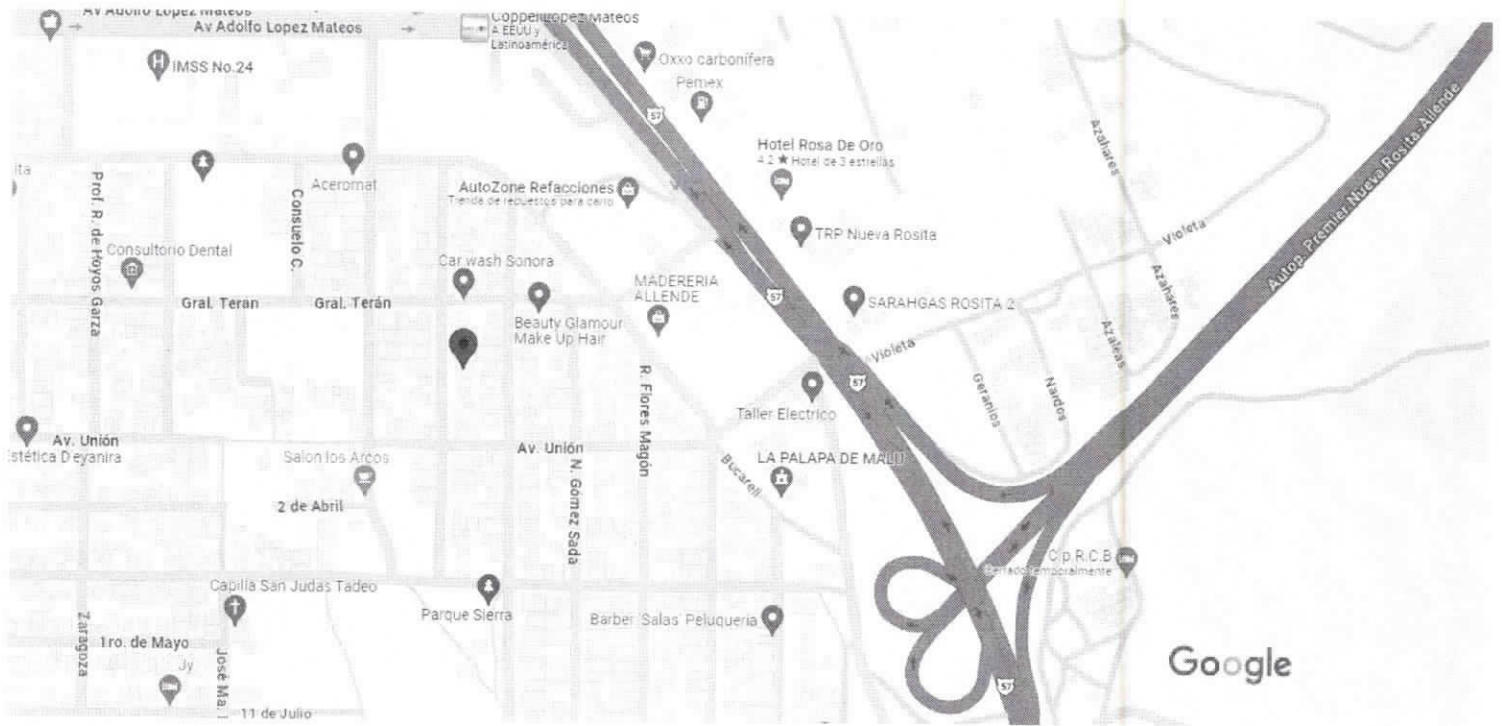 Av Adolfo Lopez Mateos
Av Adolfo Lopez Mateos
Coppel Lopez Mateos
A EEUU y
Latinoamérica
IMSS No.24
Oxxo carbonífera
Pemex
57
Hotel Rosa De Oro
4.2 ★ Hotel de 3 estrellas
Azahares
Autop. Premier Nueva Rosita-Allende
ita
Prof. R. de Hoyos Garza
Aceromat
Consuelo C.
AutoZone Refacciones
Tienda de repuestos para carro
TRP Nueva Rosita
Violeta
Consultorio Dental
Car wash Sonora
MADERERIA
ALLENDE
57
SARAHGAS ROSITA 2
Azahares
Gral. Teran
Gral. Terán
Beauty Glamour
Make Up Hair
Violeta
Azaleas
57
Geranios
Nardos
R. Flores Magón
Taller Electrico
Av. Unión
Estética Deyanira
Salon los Arcos
Av. Unión
Bucareli
LA PALAPA DE MALU
2 de Abril
N. Gómez Sada
C.p.R.C.B
Cerrado temporalmente
Capilla San Judas Tadeo
Parque Sierra
Barber 'Salas' Peluqueria
Zaragoza
1ro. de Mayo
Jy
José Ma.
57
Google
11 de Julio